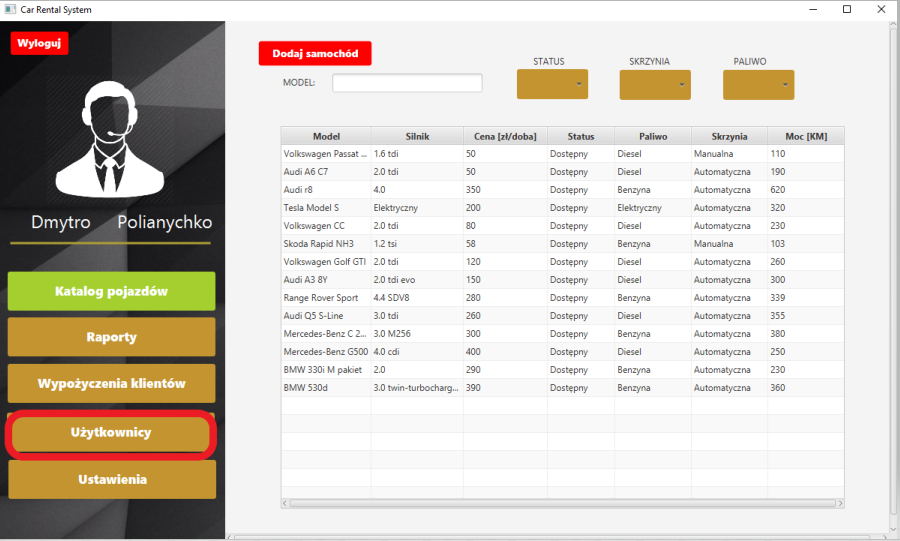 Car Rental System
Wyloguj
Dmytro Polianychko
Katalog pojazdów
Raporty
Wypożyczenia klientów
Użytkownicy
Ustawienia
Dodaj samochód
MODEL:
STATUS SKRZYNIA PALIWO
Model Silnik Cena [zł/doba] Status Paliwo Skrzynia Moc [KM]
Volkswagen Passat ... 1.6 tdi 50 Dostępny Diesel Manualna 110
Audi A6 C7 2.0 tdi 50 Dostępny Diesel Automatyczna 190
Audi r8 4.0 350 Dostępny Benzyna Automatyczna 620
Tesla Model S Elektryczny 200 Dostępny Elektryczny Automatyczna 320
Volkswagen CC 2.0 tdi 80 Dostępny Diesel Automatyczna 230
Skoda Rapid NH3 1.2 tsi 58 Dostępny Benzyna Manualna 103
Volkswagen Golf GTI 2.0 tdi 120 Dostępny Diesel Automatyczna 260
Audi A3 8Y 2.0 tdi evo 150 Dostępny Diesel Automatyczna 300
Range Rover Sport 4.4 SDV8 280 Dostępny Benzyna Automatyczna 339
Audi Q5 S-Line 3.0 tdi 260 Dostępny Diesel Automatyczna 355
Mercedes-Benz C 2... 3.0 M256 300 Dostępny Benzyna Automatyczna 380
Mercedes-Benz G500 4.0 cdi 400 Dostępny Diesel Automatyczna 250
BMW 330i M pakiet 2.0 290 Dostępny Benzyna Automatyczna 230
BMW 530d 3.0 twin-turbocharg... 390 Dostępny Benzyna Automatyczna 360